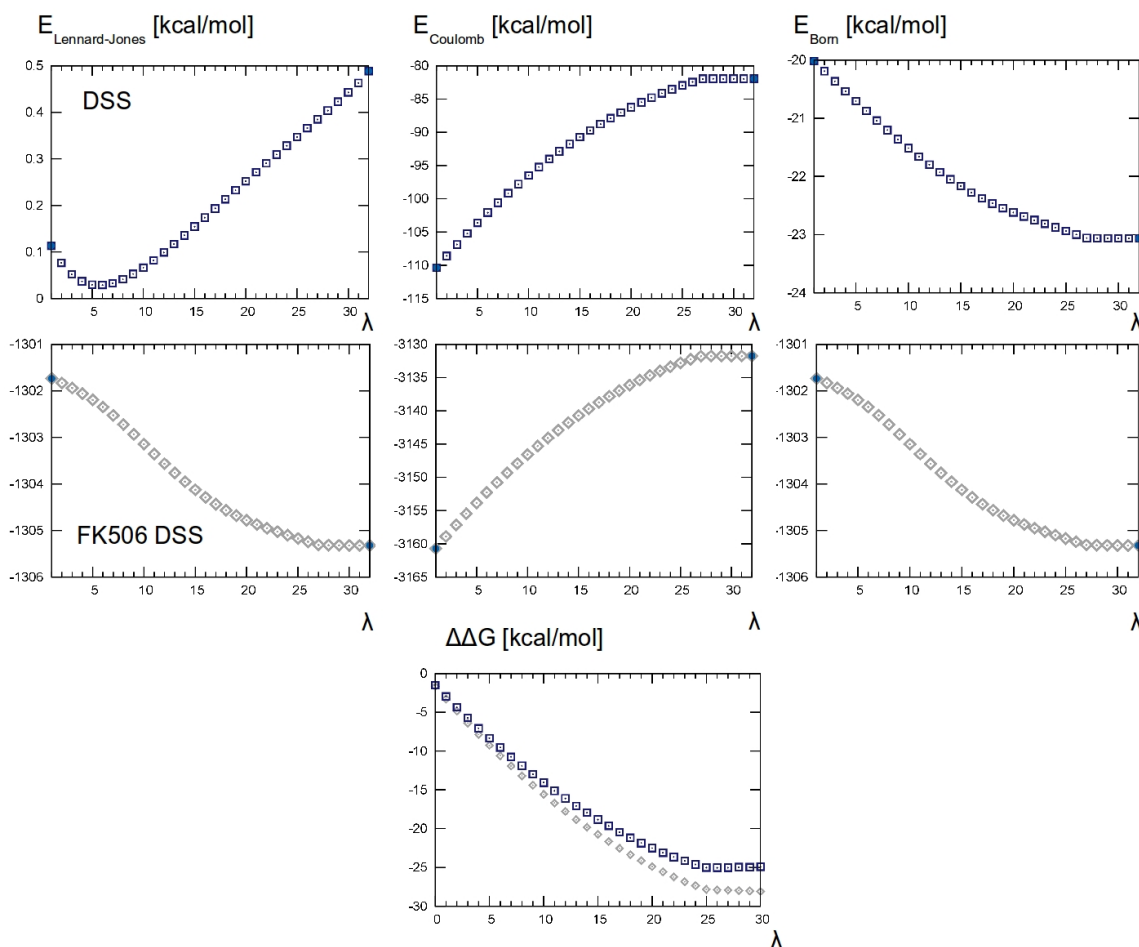 E_Lennard-Jones [kcal/mol]
E_Coulomb [kcal/mol]
E_Born [kcal/mol]
0.5
0.4
0.3
0.2
0.1
0
DSS
5 10 15 20 25 30
λ
-80
-85
-90
-95
-100
-105
-110
-115
5 10 15 20 25 30
λ
-20
-21
-22
-23
-24
5 10 15 20 25 30
λ
-1301
-1302
-1303
-1304
-1305
-1306
FK506 DSS
5 10 15 20 25 30
λ
-3130
-3135
-3140
-3145
-3150
-3155
-3160
-3165
5 10 15 20 25 30
λ
-1301
-1302
-1303
-1304
-1305
-1306
5 10 15 20 25 30
λ
ΔΔG [kcal/mol]
0
-5
-10
-15
-20
-25
-30
0 5 10 15 20 25 30
λ